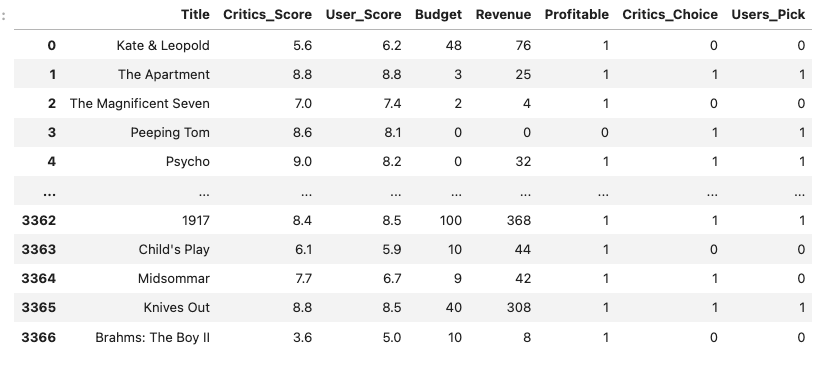 : Title Critics_Score User_Score Budget Revenue Profitable Critics_Choice Users_Pick
0 Kate & Leopold 5.6 6.2 48 76 1 0 0
1 The Apartment 8.8 8.8 3 25 1 1 1
2 The Magnificent Seven 7.0 7.4 2 4 1 0 0
3 Peeping Tom 8.6 8.1 0 0 0 1 1
4 Psycho 9.0 8.2 0 32 1 1 1
... ... ... ... ... ... ... ... ...
3362 1917 8.4 8.5 100 368 1 1 1
3363 Child's Play 6.1 5.9 10 44 1 0 0
3364 Midsommar 7.7 6.7 9 42 1 1 0
3365 Knives Out 8.8 8.5 40 308 1 1 1
3366 Brahms: The Boy II 3.6 5.0 10 8 1 0 0